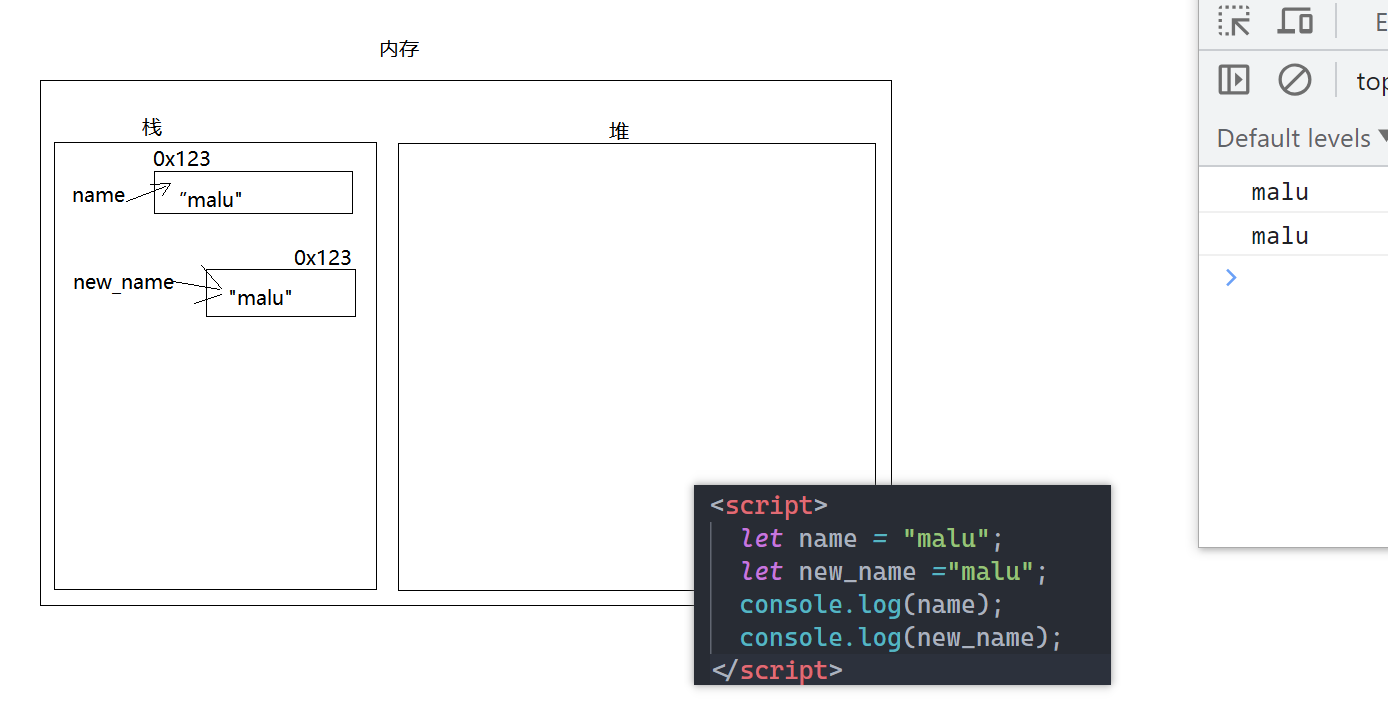 内存
栈
堆
0x123
name
"malu"
0x123
new_name
"malu"
<script>
let name = "malu";
let new_name ="malu";
console.log(name);
console.log(new_name);
</script>
E
top
Default levels
malu
malu